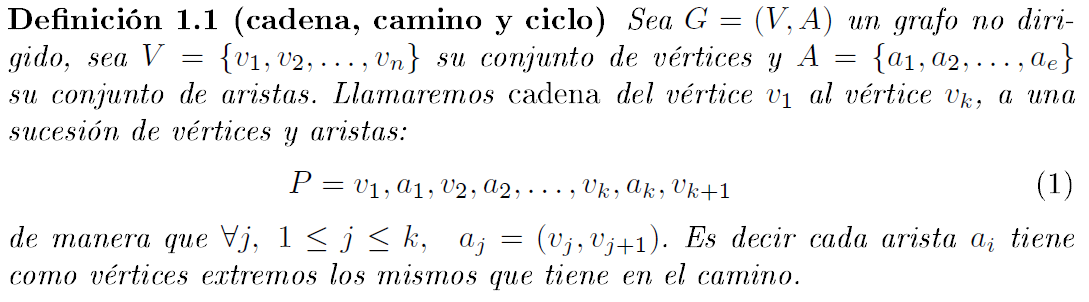 Definición 1.1 (cadena, camino y ciclo) Sea G = (V, A) un grafo no diri-
gido, sea V = {v₁, v₂, . . . , vₙ} su conjunto de vértices y A = {a₁, a₂, . . . , aₑ}
su conjunto de aristas. Llamaremos cadena del vértice v₁ al vértice vₖ, a una
sucesión de vértices y aristas:
P = v₁, a₁, v₂, a₂, . . . , vₖ, aₖ, vₖ₊₁ (1)
de manera que ∀j, 1 ≤ j ≤ k, aⱼ = (vⱼ, vⱼ₊₁). Es decir cada arista aᵢ tiene
como vértices extremos los mismos que tiene en el camino.